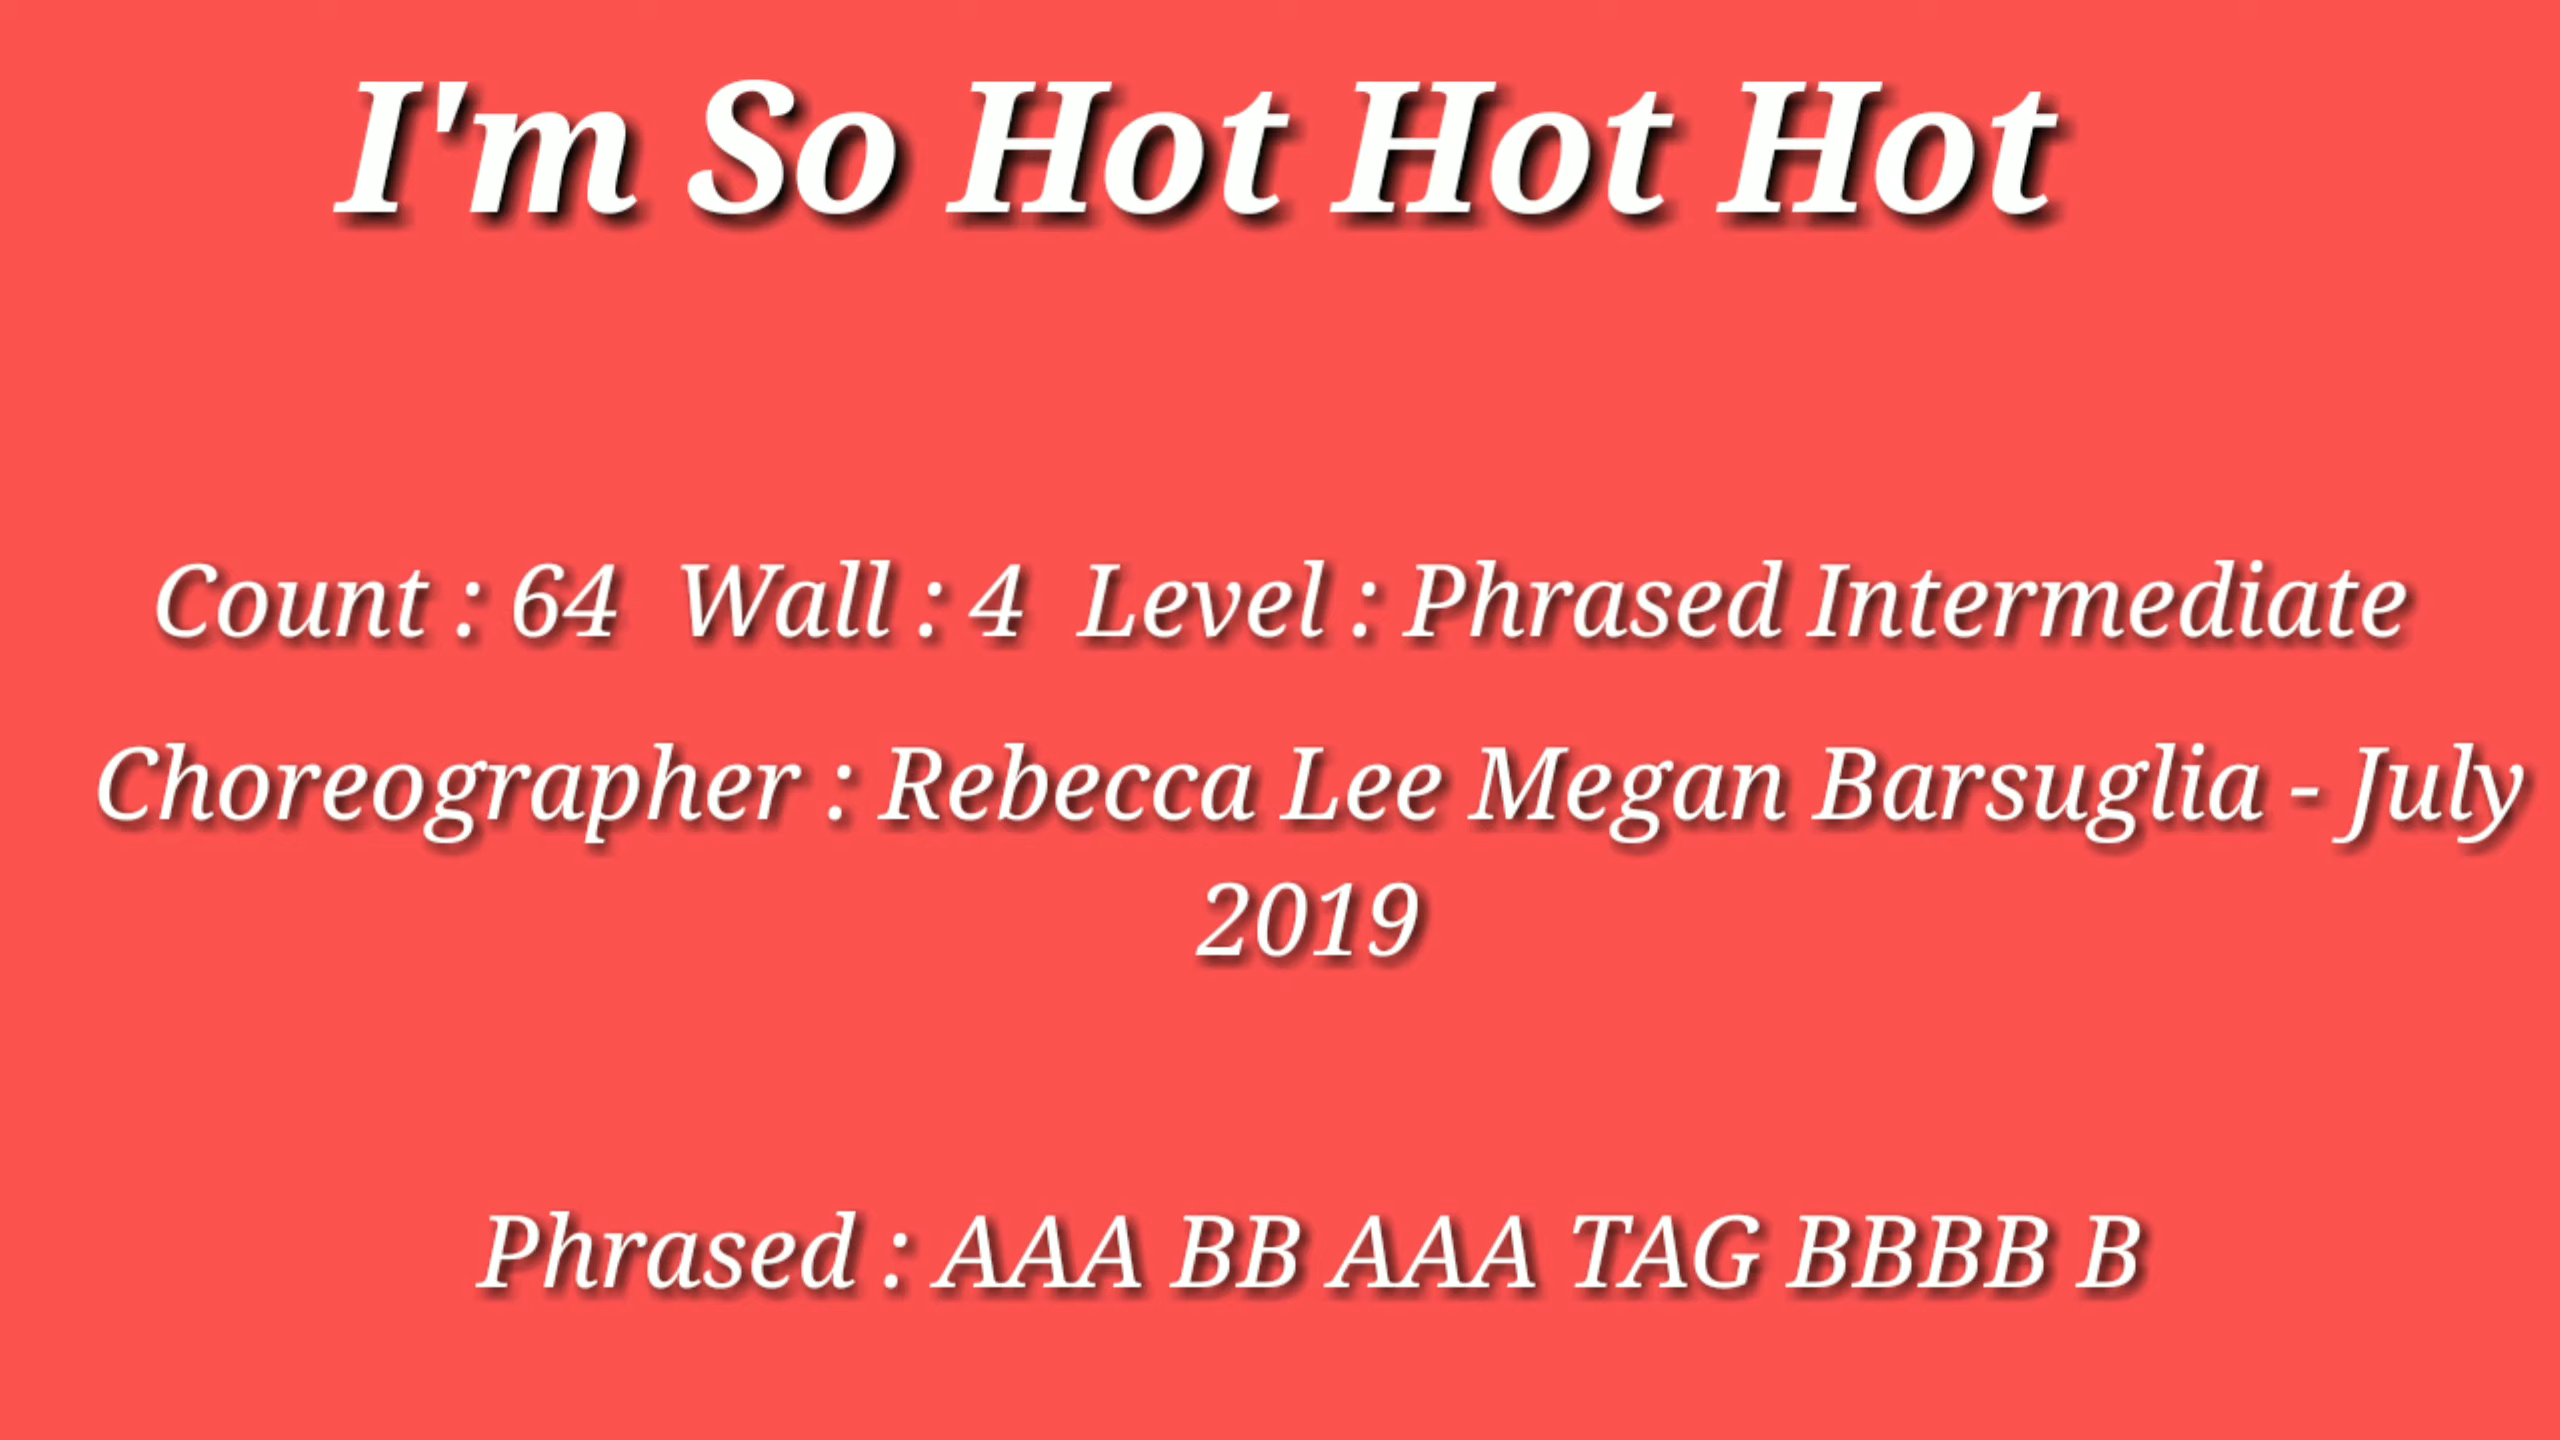 I'm So Hot Hot Hot
Count : 64 Wall : 4 Level : Phrased Intermediate
Choreographer : Rebecca Lee Megan Barsuglia - July
2019
Phrased : AAA BB AAA TAG BBBB B